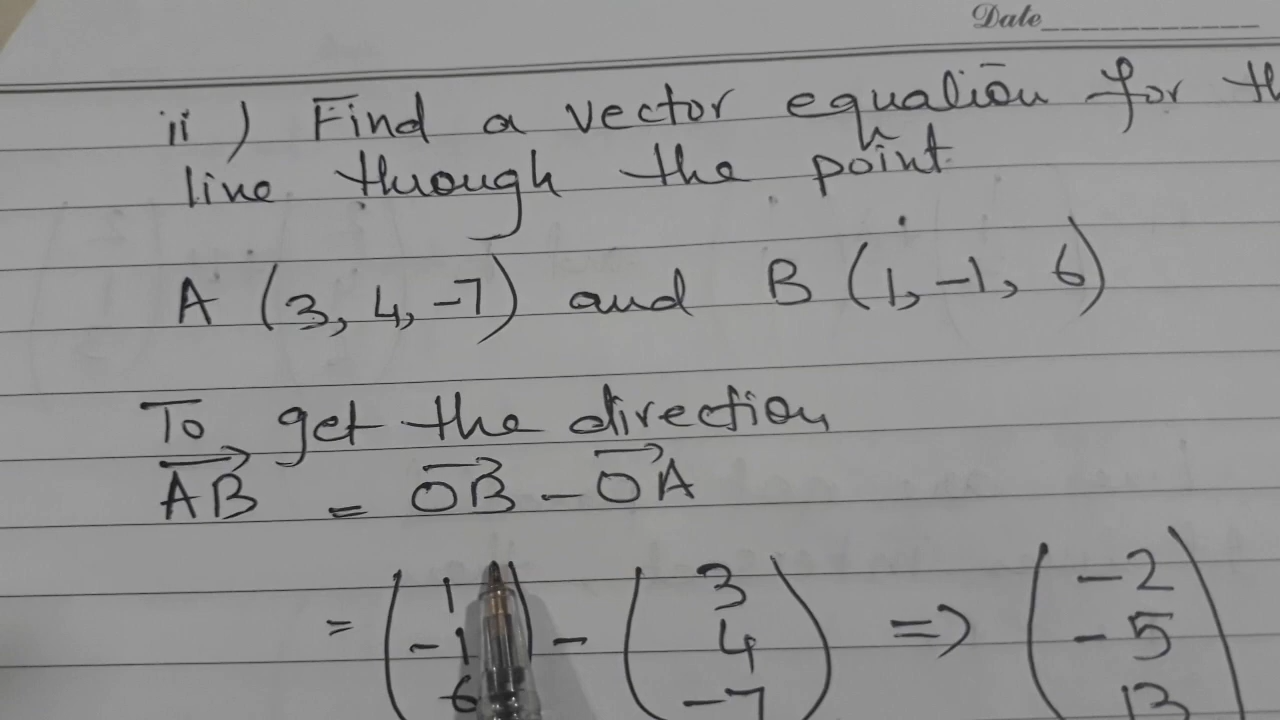 Date
ii) Find a vector equation for th
line through the point
A (3, 4, -7) and B (1, -1, 6)
To get the direction
AB = OB - OA
= ( 1 ) - ( 3 ) => ( -2
-1 4 -5
6 -7 13